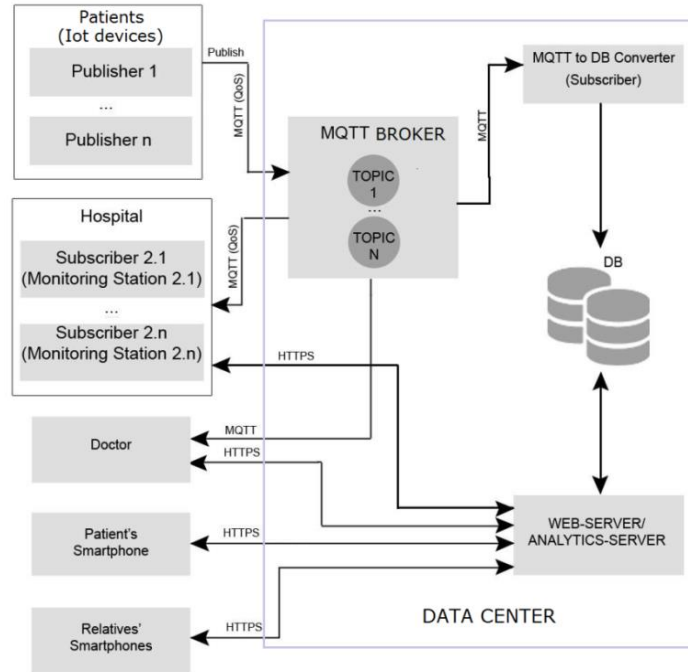 Patients
(Iot devices)
Publisher 1
...
Publisher n
Publish
MQTT (QoS)
Hospital
Subscriber 2.1
(Monitoring Station 2.1)
...
Subscriber 2.n
(Monitoring Station 2.n)
MQTT (QoS)
MQTT BROKER
TOPIC
1
...
TOPIC
N
MQTT
MQTT to DB Converter
(Subscriber)
DB
HTTPS
Doctor
MQTT
HTTPS
Patient's
Smartphone
HTTPS
Relatives'
Smartphones
HTTPS
WEB-SERVER/
ANALYTICS-SERVER
DATA CENTER